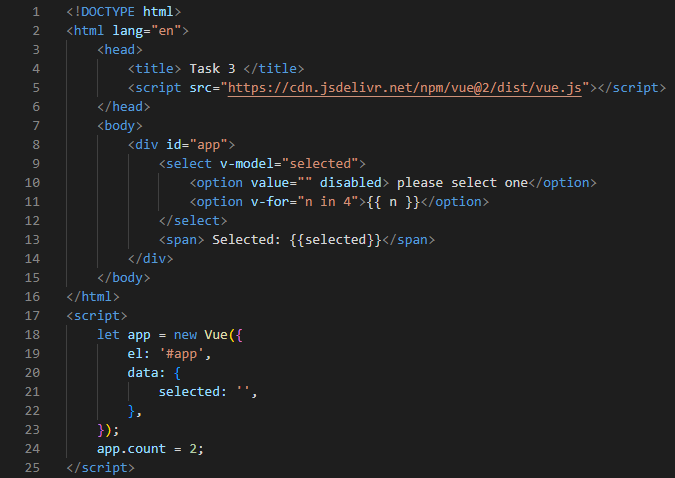 1 <!DOCTYPE html>
2 <html lang="en">
3 <head>
4 <title> Task 3 </title>
5 <script src="https://cdn.jsdelivr.net/npm/vue@2/dist/vue.js"></script>
6 </head>
7 <body>
8 <div id="app">
9 <select v-model="selected">
10 <option value="" disabled> please select one</option>
11 <option v-for="n in 4">{{ n }}</option>
12 </select>
13 <span> Selected: {{selected}}</span>
14 </div>
15 </body>
16 </html>
17 <script>
18 let app = new Vue({
19 el: '#app',
20 data: {
21 selected: '',
22 },
23 });
24 app.count = 2;
25 </script>